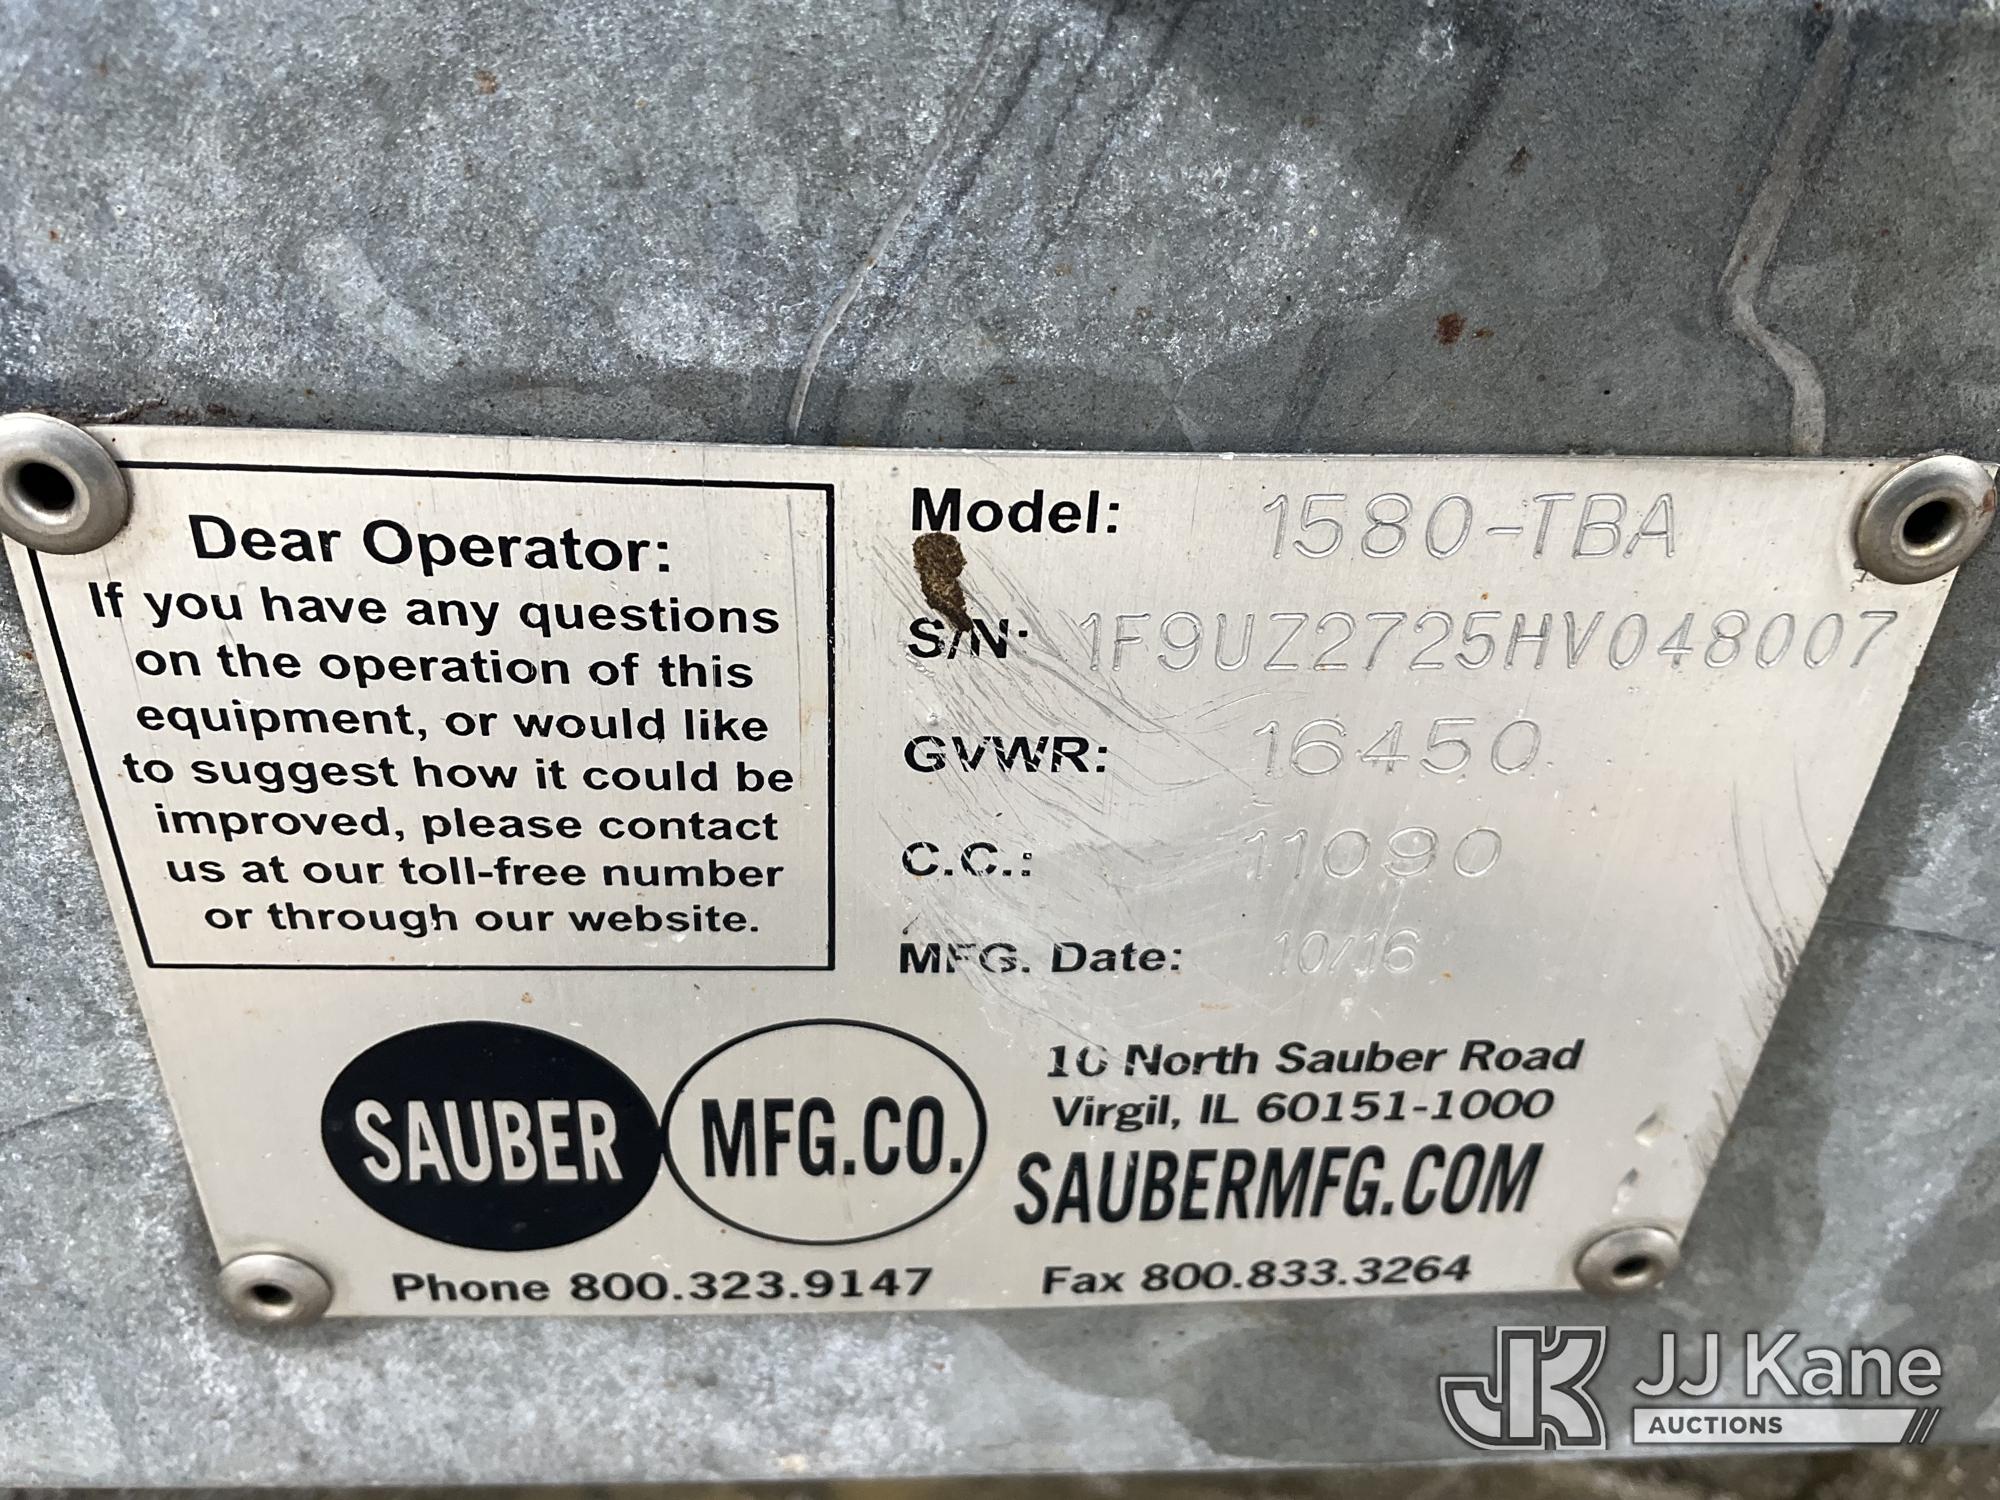 Dear Operator:
If you have any questions
on the operation of this
equipment, or would like
to suggest how it could be
improved, please contact
us at our toll-free number
or through our website.
Model: 1580-TBA
S/N: 1F9UZ2725HV048007
GVWR: 16450
C.C.: 11090
MFG. Date: 10/16
SAUBER MFG.CO.
10 North Sauber Road
Virgil, IL 60151-1000
SAUBERMFG.COM
Phone 800.323.9147
Fax 800.833.3264
JK JJ Kane
AUCTIONS